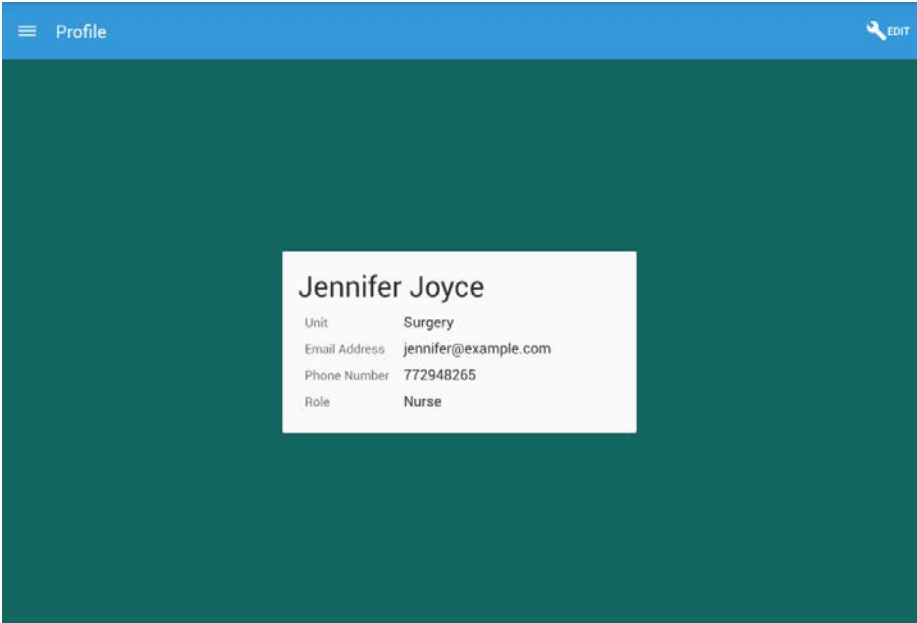 Profile
EDIT
Jennifer Joyce
Unit Surgery
Email Address jennifer@example.com
Phone Number 772948265
Role Nurse